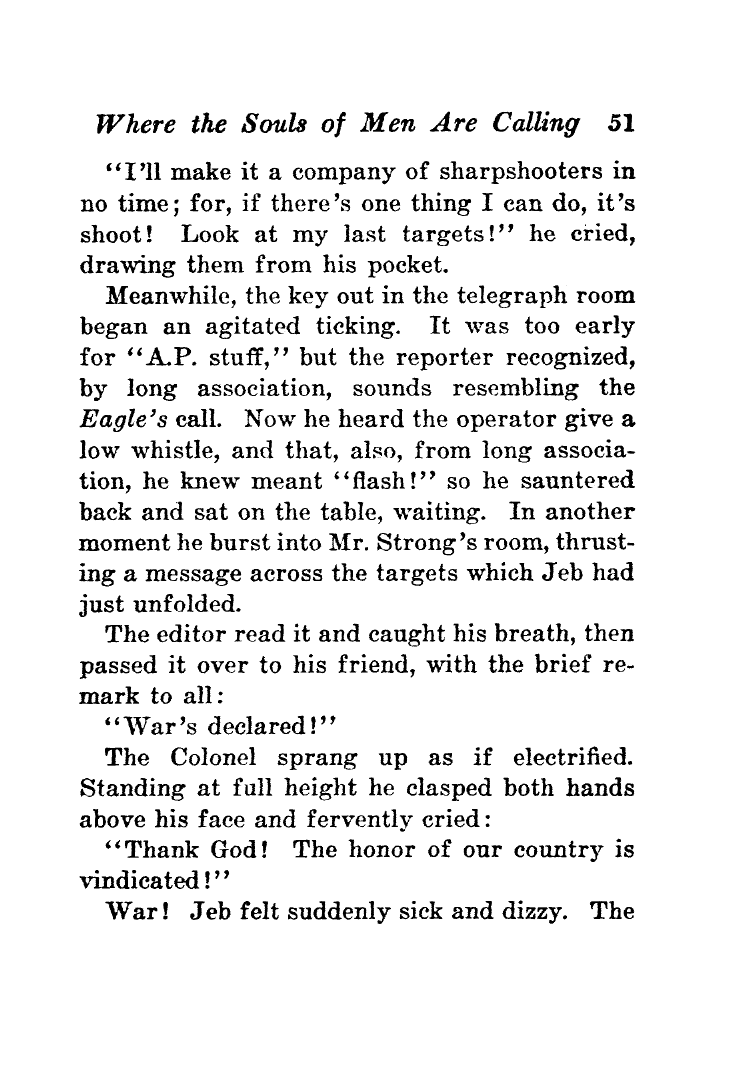 Where the Souls of Men Are Calling 51
“I’ll make it a company of sharpshooters in
no time; for, if there’s one thing I can do, it’s
shoot! Look at my last targets!” he cried,
drawing them from his pocket.
Meanwhile, the key out in the telegraph room
began an agitated ticking. It was too early
for “A.P. stuff,” but the reporter recognized,
by long association, sounds resembling the
Eagle’s call. Now he heard the operator give a
low whistle, and that, also, from long associa-
tion, he knew meant “flash!” so he sauntered
back and sat on the table, waiting. In another
moment he burst into Mr. Strong’s room, thrust-
ing a message across the targets which Jeb had
just unfolded.
The editor read it and caught his breath, then
passed it over to his friend, with the brief re-
mark to all:
“War’s declared!”
The Colonel sprang up as if electrified.
Standing at full height he clasped both hands
above his face and fervently cried:
“Thank God! The honor of our country is
vindicated!”
War! Jeb felt suddenly sick and dizzy. The